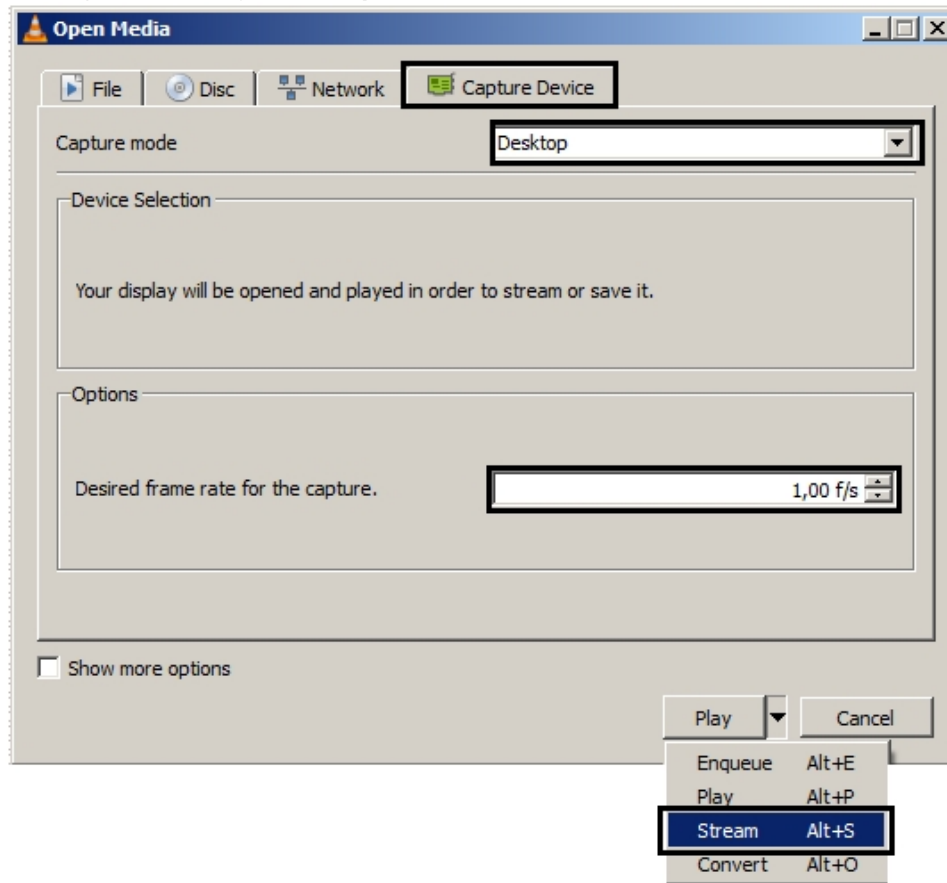 Open Media
File Disc Network Capture Device
Capture mode Desktop
Device Selection
Your display will be opened and played in order to stream or save it.
Options
Desired frame rate for the capture. 1,00 f/s
Show more options
Play Cancel
Enqueue Alt+E
Play Alt+P
Stream Alt+S
Convert Alt+O